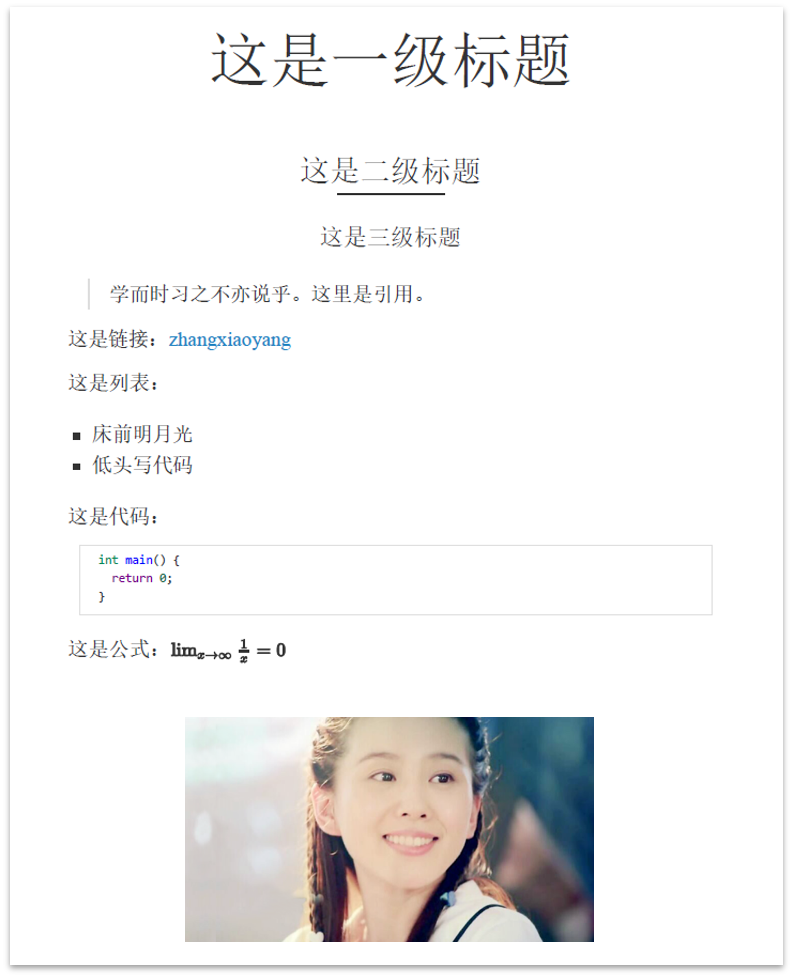 这是一级标题
这是二级标题
这是三级标题
学而时习之不亦说乎。这里是引用。
这是链接：zhangxiaoyang
这是列表：
床前明月光
低头写代码
这是代码：
int main() {
  return 0;
}
这是公式：lim_{x→∞} \frac{1}{x} = 0